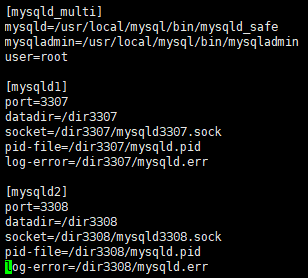 [mysqld_multi]
mysqld=/usr/local/mysql/bin/mysqld_safe
mysqladmin=/usr/local/mysql/bin/mysqladmin
user=root
[mysqld1]
port=3307
datadir=/dir3307
socket=/dir3307/mysqld3307.sock
pid-file=/dir3307/mysqld.pid
log-error=/dir3307/mysqld.err
[mysqld2]
port=3308
datadir=/dir3308
socket=/dir3308/mysqld3308.sock
pid-file=/dir3308/mysqld.pid
log-error=/dir3308/mysqld.err